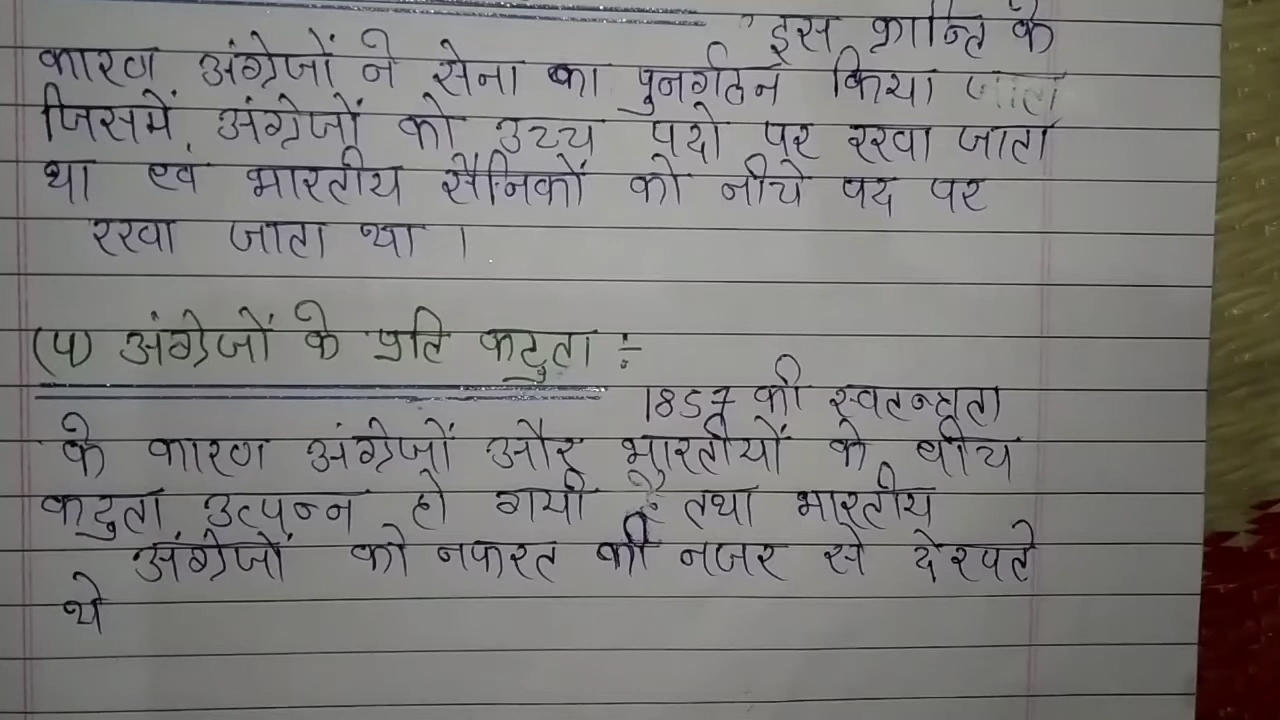 इस क्रान्ति के
कारण अंग्रेजों ने सेना का पुनर्गठन किया जाता
जिसमें अंग्रेजों को उच्च पदो पर रखा जाता
था एवं भारतीय सैनिकों को नीचे पद पर
रखा जाता था ।
(५) अंग्रेजों के प्रति कटुता :-
1857 की स्वतन्त्रता
के कारण अंग्रेजों और भारतीयों के बीच
कटुता उत्पन्न हो गयी तथा भारतीय
अंग्रेजों को नफरत की नजर से देखते
थे